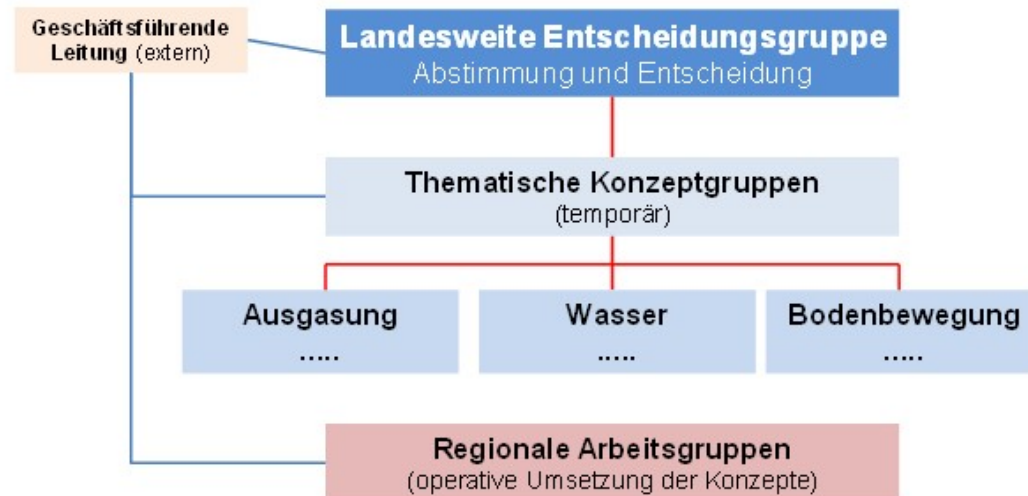 Geschäftsführende
Leitung (extern)
Landesweite Entscheidungsgruppe
Abstimmung und Entscheidung
Thematische Konzeptgruppen
(temporär)
Ausgasung
.....
Wasser
.....
Bodenbewegung
.....
Regionale Arbeitsgruppen
(operative Umsetzung der Konzepte)